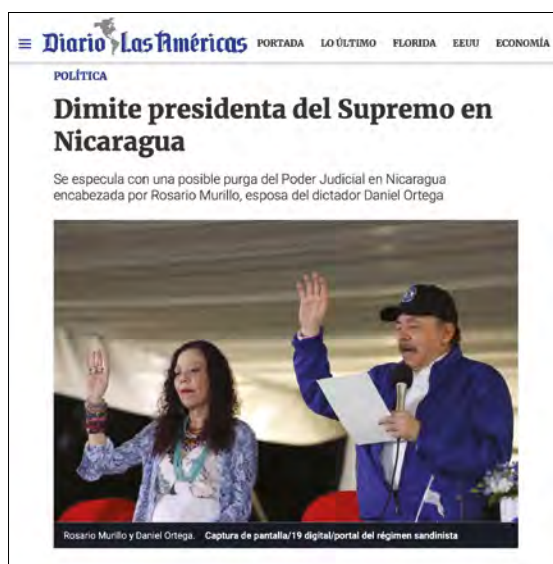 Diario Las Américas PORTADA LO ÚLTIMO FLORIDA EEUU ECONOMÍA
POLÍTICA
Dimite presidenta del Supremo en
Nicaragua
Se especula con una posible purga del Poder Judicial en Nicaragua
encabezada por Rosario Murillo, esposa del dictador Daniel Ortega
Rosario Murillo y Daniel Ortega. Captura de pantalla/19 digital/portal del régimen sandinista